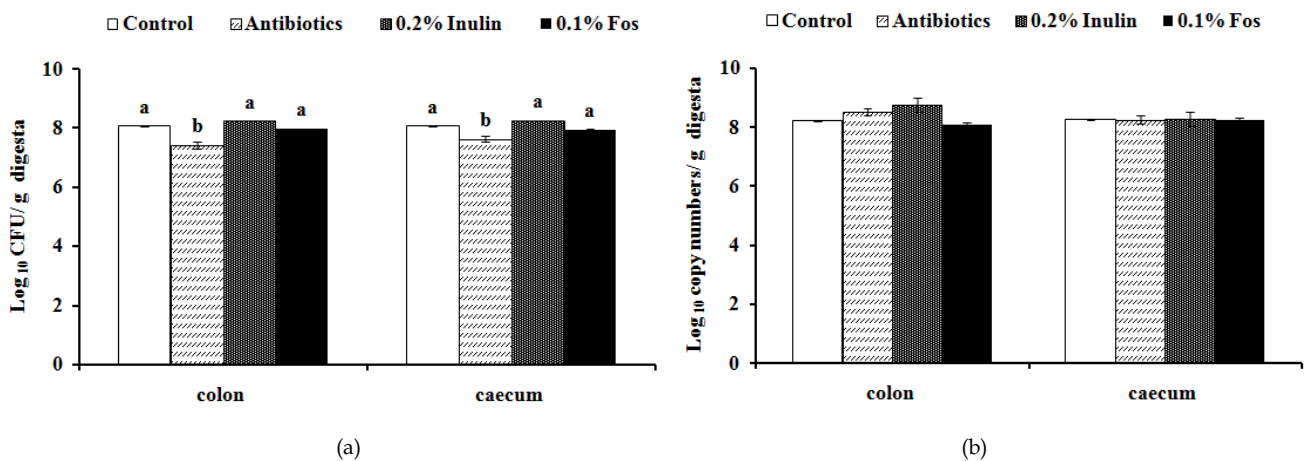 Control Antibiotics 0.2% Inulin 0.1% Fos
10
8
6
4
2
0
Log 10 CFU/ g digesta
a b a a
a b a a
colon caecum
(a)
Control Antibiotics 0.2% Inulin 0.1% Fos
10
8
6
4
2
0
Log 10 copy numbers/ g digesta
colon caecum
(b)